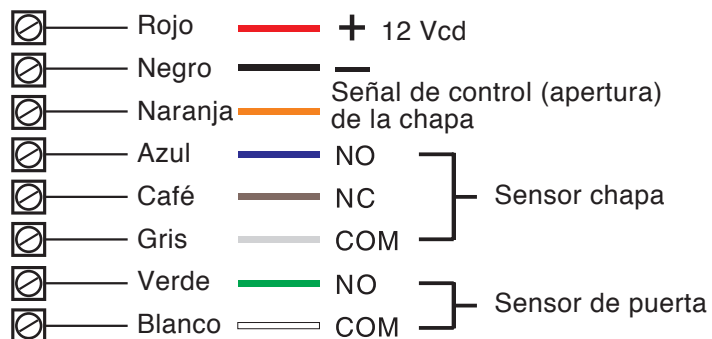 Rojo + 12 Vcd
Negro —
Naranja Señal de control (apertura)
de la chapa
Azul NO
Café NC Sensor chapa
Gris COM
Verde NO
Sensor de puerta
Blanco COM